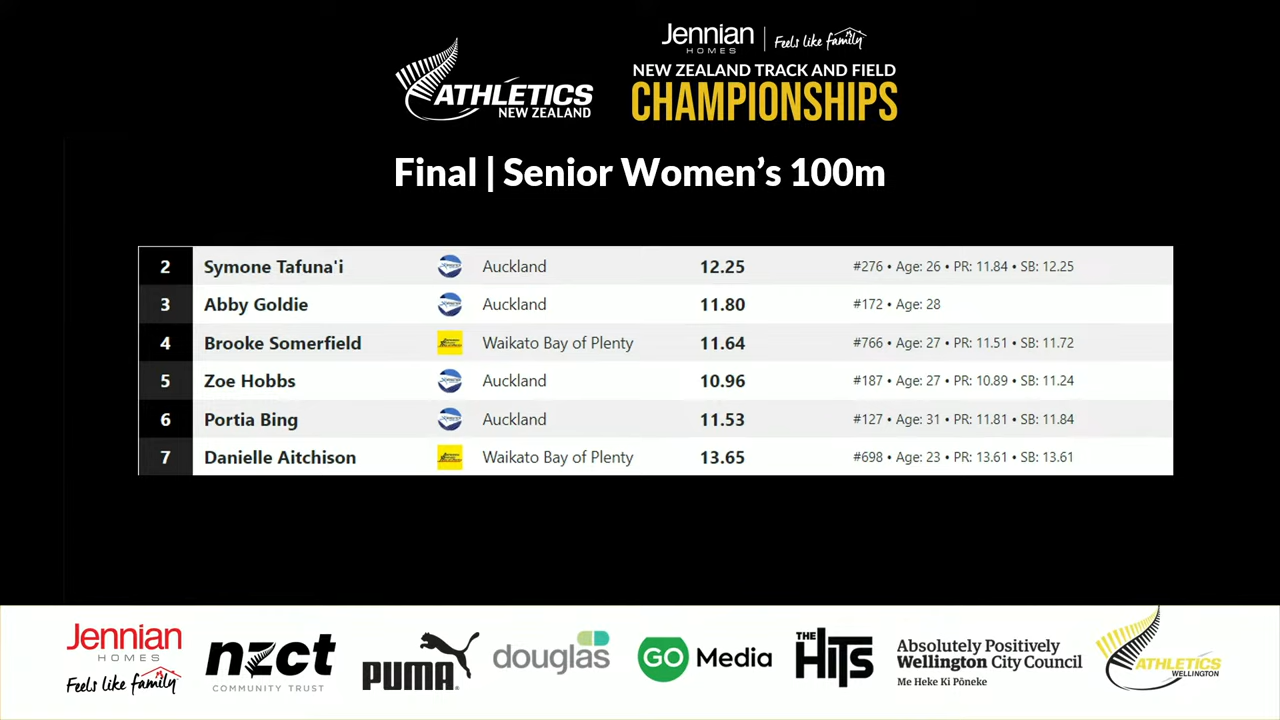 Jennian
HOMES
Feels like family
ATHLETICS
NEW ZEALAND
NEW ZEALAND TRACK AND FIELD
CHAMPIONSHIPS
Final | Senior Women’s 100m
2 Symone Tafuna'i Auckland 12.25 #276 • Age: 26 • PR: 11.84 • SB: 12.25
3 Abby Goldie Auckland 11.80 #172 • Age: 28
4 Brooke Somerfield Waikato Bay of Plenty 11.64 #766 • Age: 27 • PR: 11.51 • SB: 11.72
5 Zoe Hobbs Auckland 10.96 #187 • Age: 27 • PR: 10.89 • SB: 11.24
6 Portia Bing Auckland 11.53 #127 • Age: 31 • PR: 11.81 • SB: 11.84
7 Danielle Aitchison Waikato Bay of Plenty 13.65 #698 • Age: 23 • PR: 13.61 • SB: 13.61
Jennian
HOMES
Feels like family
nzct
COMMUNITY TRUST
PUMA
douglas
GO Media
THE
HITS
Absolutely Positively
Wellington City Council
Me Heke Ki Pōneke
ATHLETICS
WELLINGTON